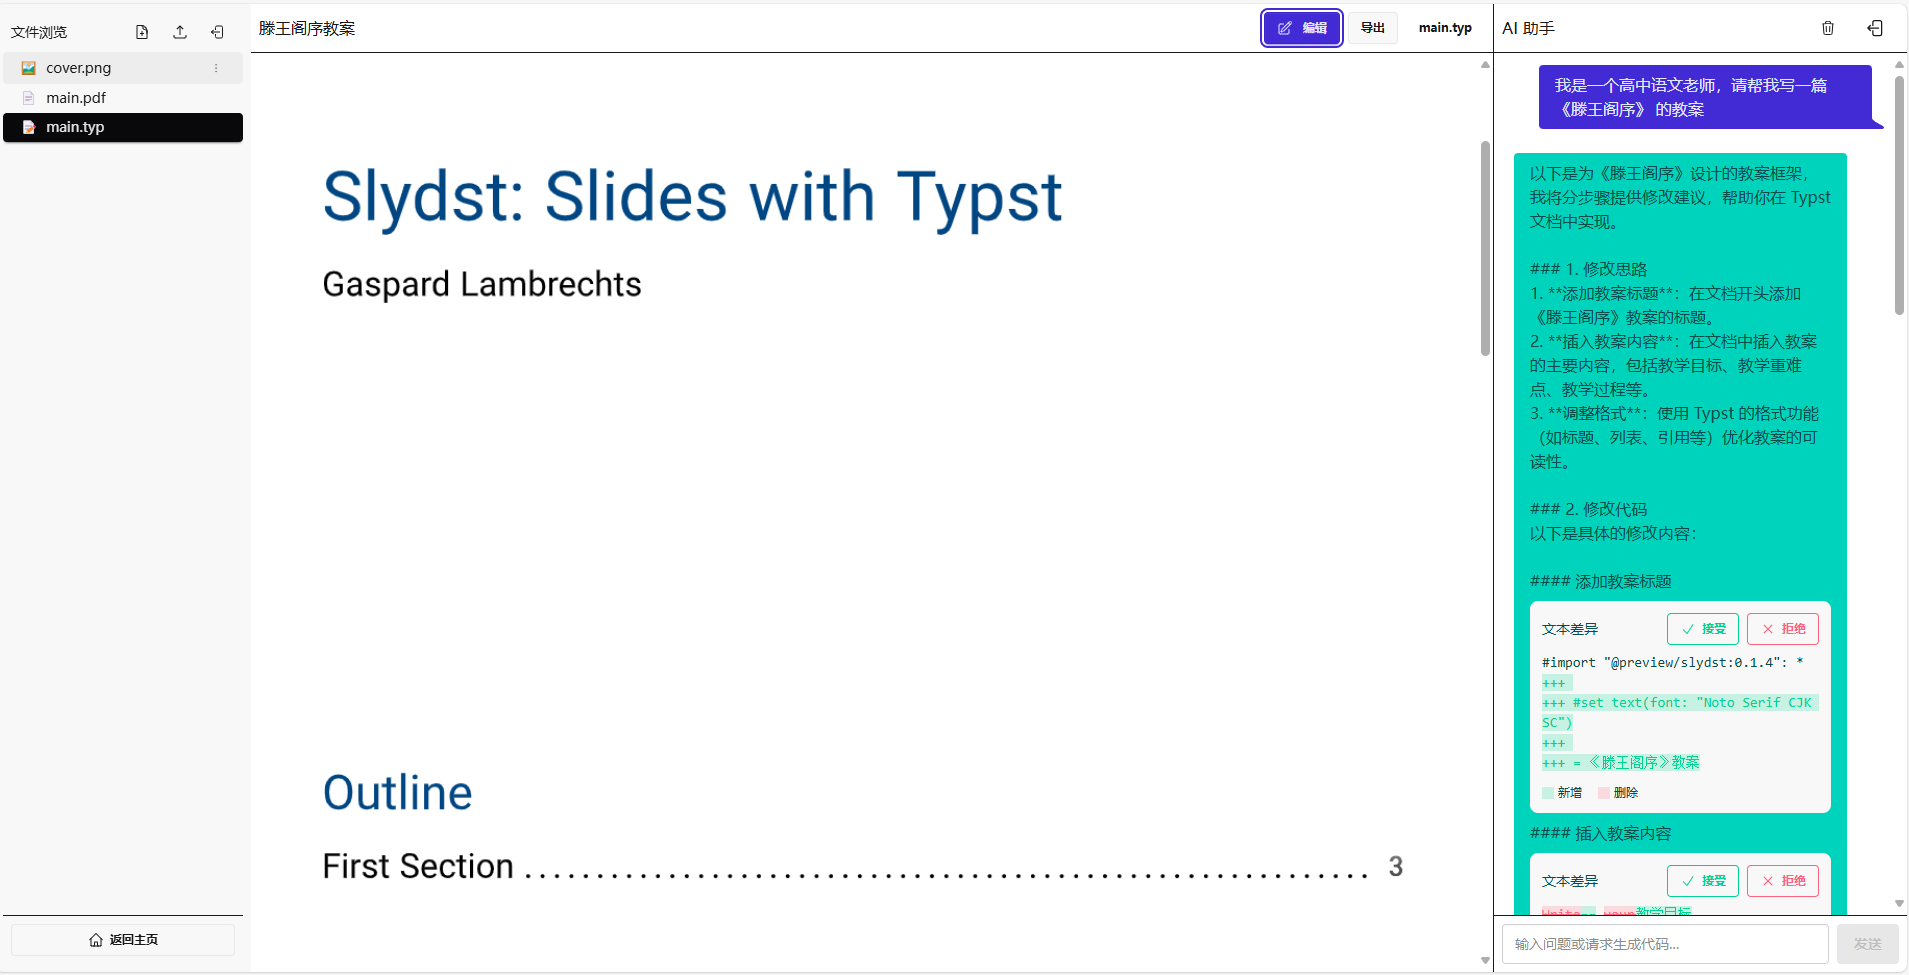 文件浏览
cover.png
main.pdf
main.typ
返回主页
滕王阁序教案
编辑
导出
main.typ
Slydst: Slides with Typst
Gaspard Lambrechts
Outline
First Section ........................................................... 3
AI 助手
我是一个高中语文老师，请帮我写一篇
《滕王阁序》 的教案
以下是为《滕王阁序》设计的教案框架，
我将分步骤提供修改建议，帮助你在 Typst
文档中实现。
### 1. 修改思路
1. **添加教案标题**：在文档开头添加
《滕王阁序》教案的标题。
2. **插入教案内容**：在文档中插入教案
的主要内容，包括教学目标、教学重难
点、教学过程等。
3. **调整格式**：使用 Typst 的格式功能
（如标题、列表、引用等）优化教案的可
读性。
### 2. 修改代码
以下是具体的修改内容：
#### 添加教案标题
文本差异
接受
拒绝
#import "@preview/slydst:0.1.4": *
+++
+++ #set text(font: "Noto Serif CJK
SC")
+++
+++ = 《滕王阁序》教案
新增
删除
#### 插入教案内容
文本差异
接受
拒绝
输入问题或请求生成代码...
发送